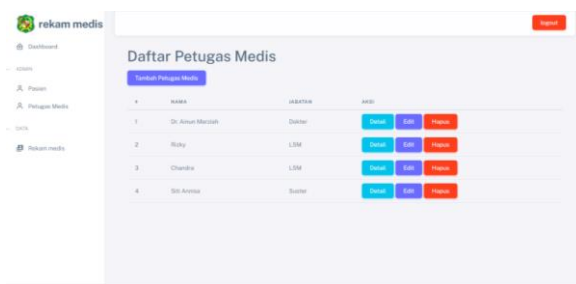 rekam medis
logout
Dashboard
ADMIN
Pasien
Petugas Medis
DATA
Rekam medis
Daftar Petugas Medis
Tambah Petugas Medis
# NAMA JABATAN AKSI
1 Dr. Ainun Marziah Dokter Detail Edit Hapus
2 Ricky LSM Detail Edit Hapus
3 Chandra LSM Detail Edit Hapus
4 Siti Annisa Suster Detail Edit Hapus